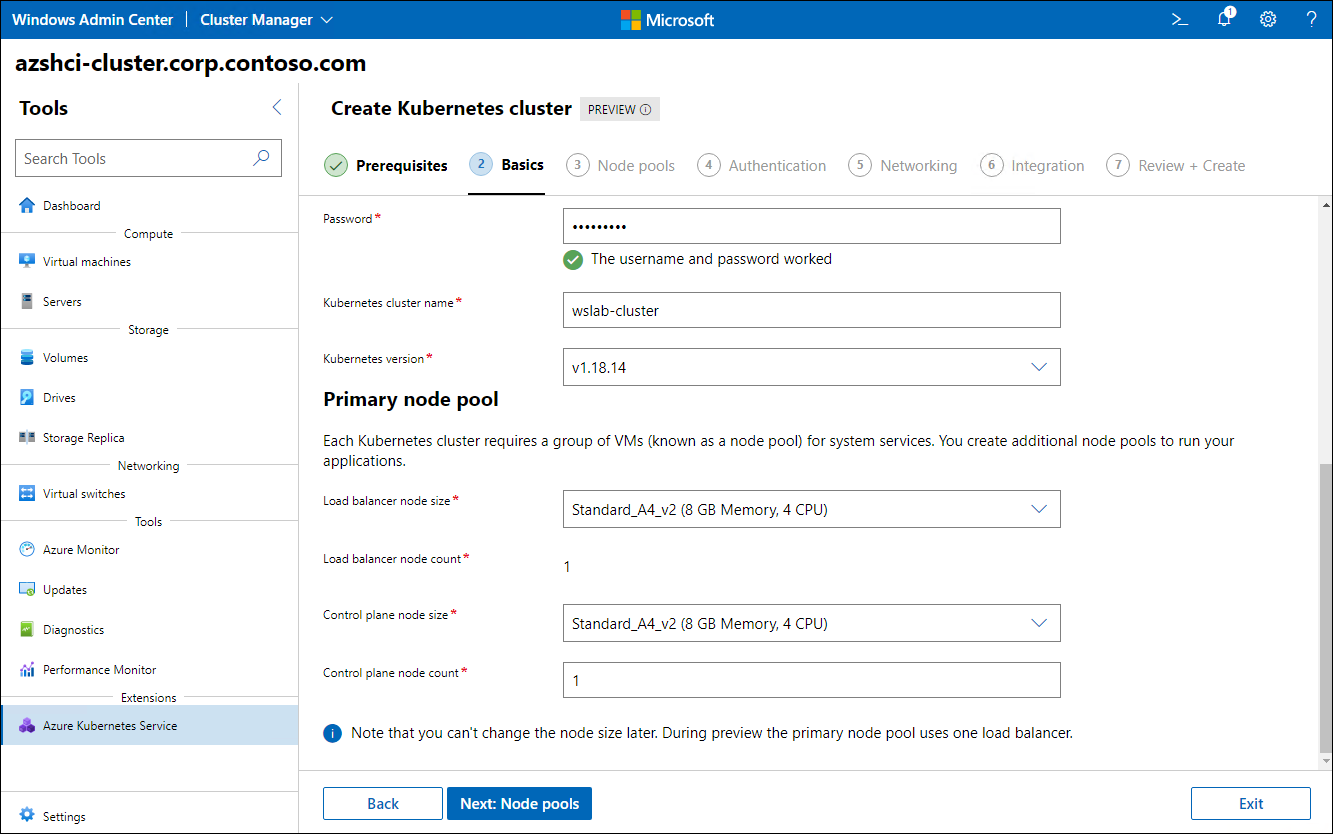 Windows Admin Center
Cluster Manager
Microsoft
1
azshci-cluster.corp.contoso.com
Tools
Search Tools
Dashboard
Compute
Virtual machines
Servers
Storage
Volumes
Drives
Storage Replica
Networking
Virtual switches
Tools
Azure Monitor
Updates
Diagnostics
Performance Monitor
Extensions
Azure Kubernetes Service
Settings
Create Kubernetes cluster
PREVIEW
Prerequisites
2 Basics
3 Node pools
4 Authentication
5 Networking
6 Integration
7 Review + Create
Password*
•••••••••
The username and password worked
Kubernetes cluster name*
wslab-cluster
Kubernetes version*
v1.18.14
Primary node pool
Each Kubernetes cluster requires a group of VMs (known as a node pool) for system services. You create additional node pools to run your
applications.
Load balancer node size*
Standard_A4_v2 (8 GB Memory, 4 CPU)
Load balancer node count*
1
Control plane node size*
Standard_A4_v2 (8 GB Memory, 4 CPU)
Control plane node count*
1
Note that you can't change the node size later. During preview the primary node pool uses one load balancer.
Back
Next: Node pools
Exit